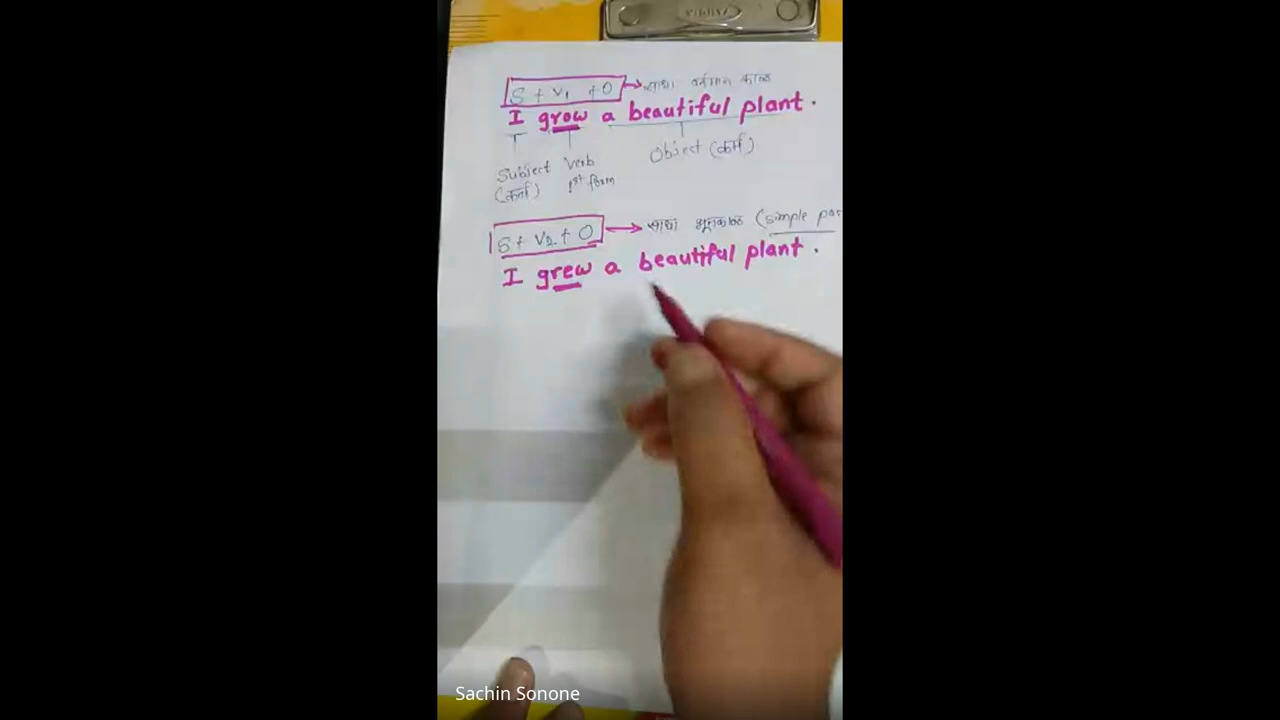 S + V₁ + O → साधा वर्तमान काळ
I grow a beautiful plant.
Subject Verb Object (कर्म)
(कर्ता) 1st form
S + V₂ + O → साधा भूतकाळ (simple pas
I grew a beautiful plant.
Sachin Sonone